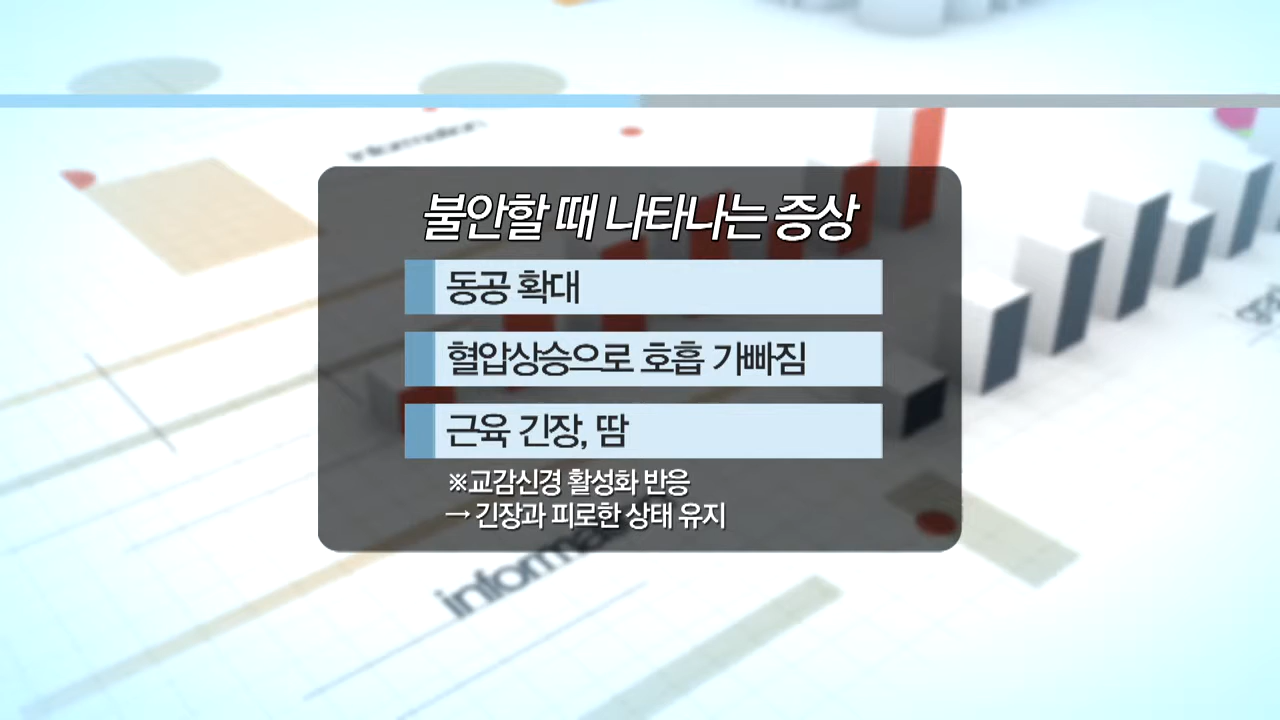 information
불안할 때 나타나는 증상
동공 확대
혈압상승으로 호흡 가빠짐
근육 긴장, 땀
※교감신경 활성화 반응
→ 긴장과 피로한 상태 유지
information